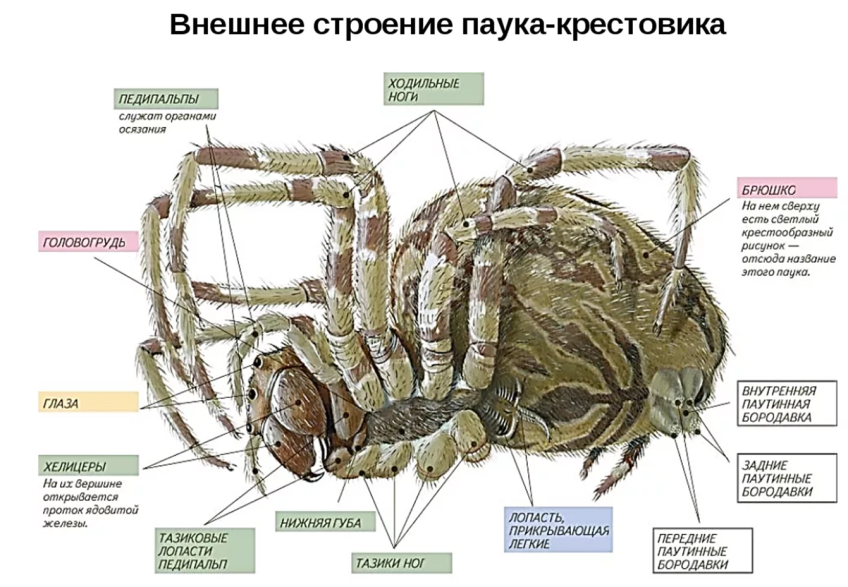 Внешнее строение паука-крестовика
ХОДИЛЬНЫЕ
НОГИ
ПЕДИПАЛЬПЫ
служат органами
осязания
БРЮШКО
На нем сверху
есть светлый
крестообразный
рисунок —
отсюда название
этого паука.
ГОЛОВОГРУДЬ
ГЛАЗА
ВНУТРЕННЯЯ
ПАУТИННАЯ
БОРОДАВКА
ХЕЛИЦЕРЫ
На их вершине
открывается
проток ядовитой
железы.
ЗАДНИЕ
ПАУТИННЫЕ
БОРОДАВКИ
ТАЗИКОВЫЕ
ЛОПАСТИ
ПЕДИПАЛЬП
НИЖНЯЯ ГУБА
ТАЗИКИ НОГ
ЛОПАСТЬ,
ПРИКРЫВАЮЩАЯ
ЛЕГКИЕ
ПЕРЕДНИЕ
ПАУТИННЫЕ
БОРОДАВКИ